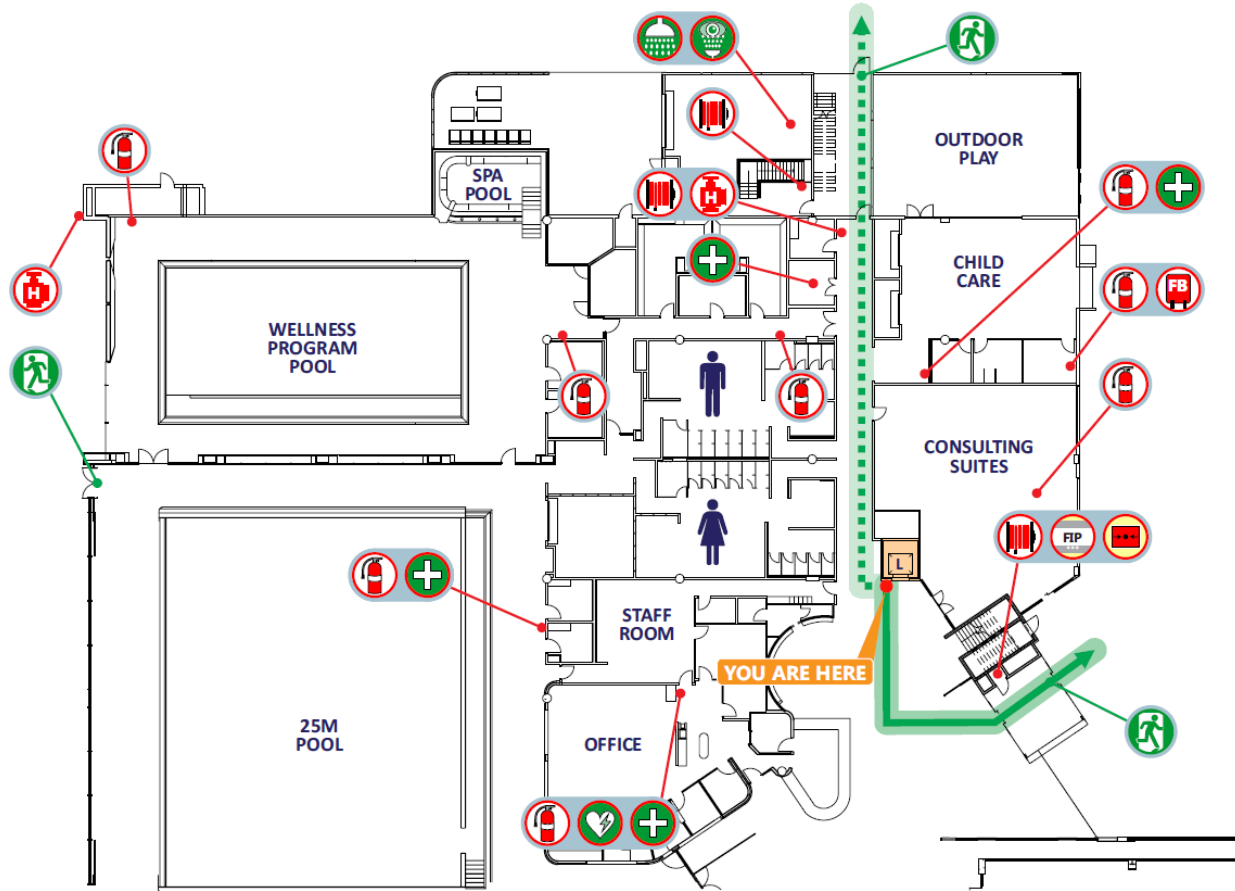 OUTDOOR
PLAY
SPA
POOL
H
H
CHILD
CARE
FB
WELLNESS
PROGRAM
POOL
CONSULTING
SUITES
FIP
L
STAFF
ROOM
YOU ARE HERE
25M
POOL
OFFICE